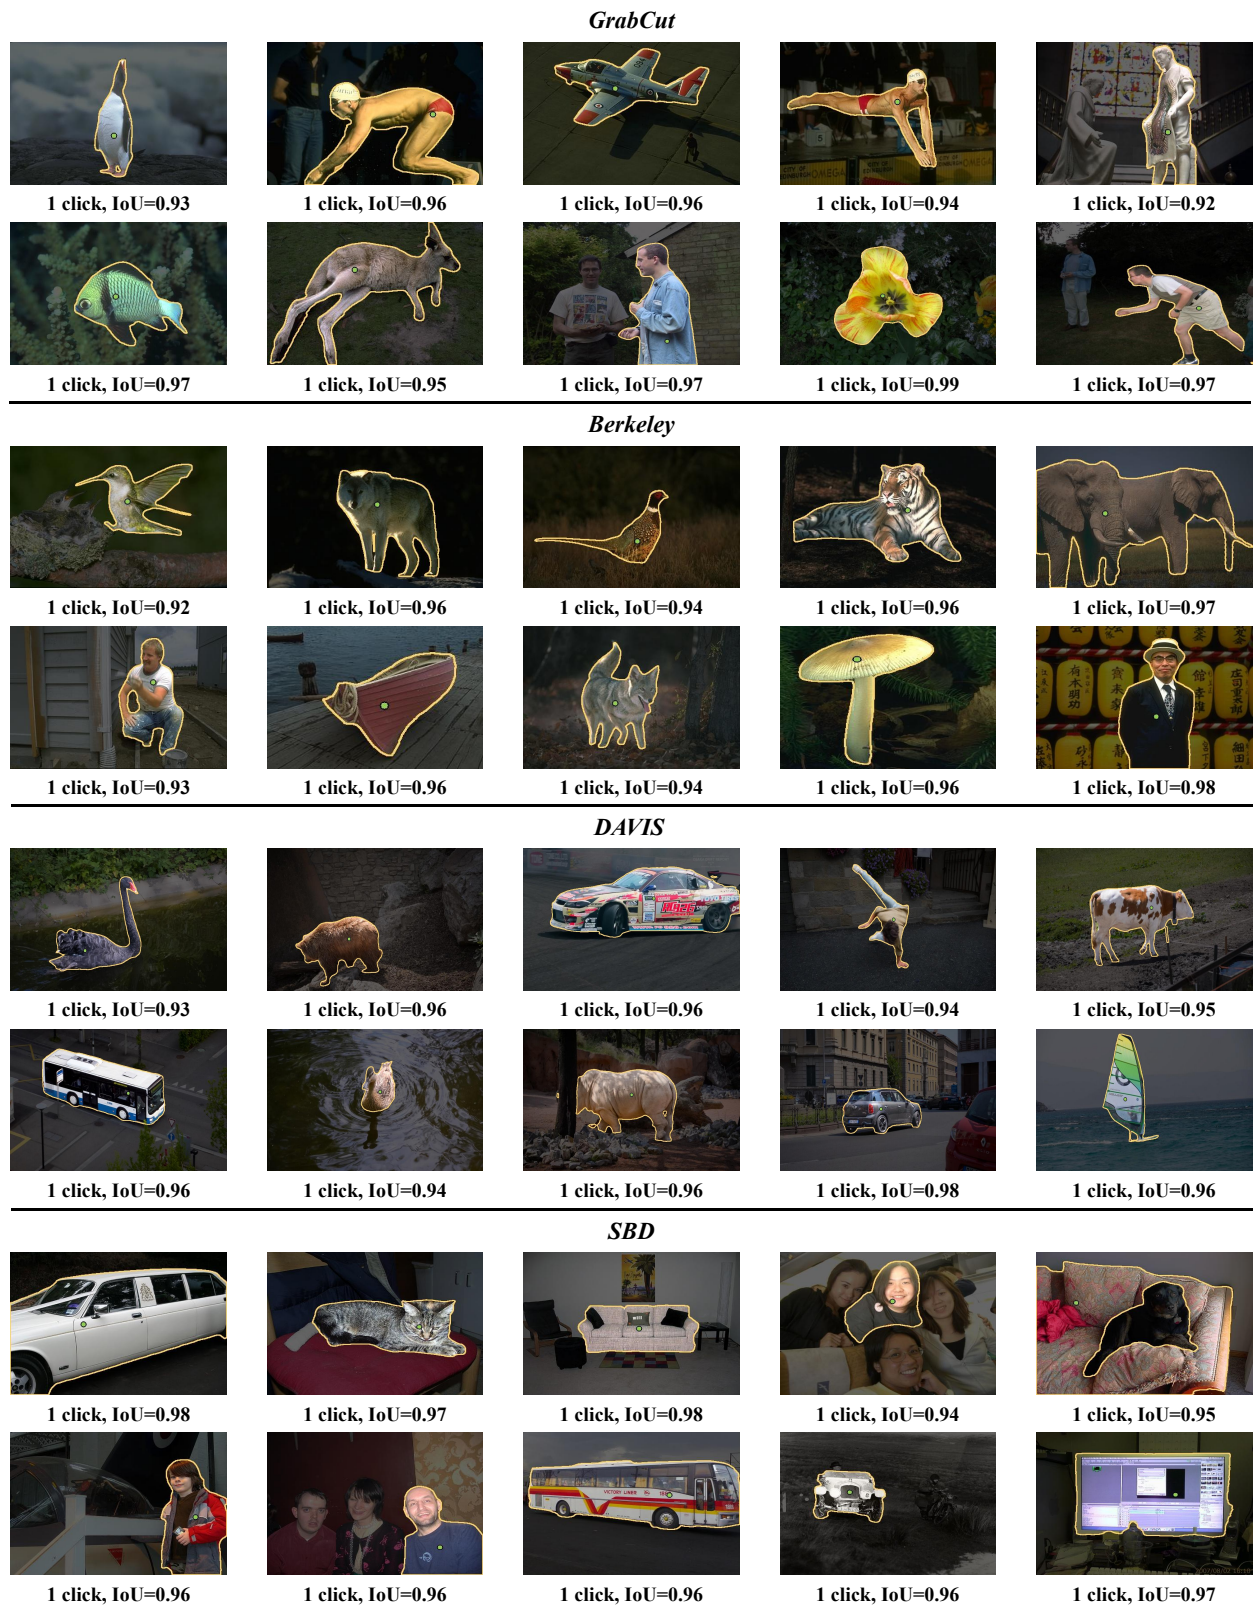 GrabCut
1 click, IoU=0.93
1 click, IoU=0.96
1 click, IoU=0.96
1 click, IoU=0.94
1 click, IoU=0.92
1 click, IoU=0.97
1 click, IoU=0.95
1 click, IoU=0.97
1 click, IoU=0.99
1 click, IoU=0.97
Berkeley
1 click, IoU=0.92
1 click, IoU=0.96
1 click, IoU=0.94
1 click, IoU=0.96
1 click, IoU=0.97
1 click, IoU=0.93
1 click, IoU=0.96
1 click, IoU=0.94
1 click, IoU=0.96
1 click, IoU=0.98
DAVIS
1 click, IoU=0.93
1 click, IoU=0.96
1 click, IoU=0.96
1 click, IoU=0.94
1 click, IoU=0.95
1 click, IoU=0.96
1 click, IoU=0.94
1 click, IoU=0.96
1 click, IoU=0.98
1 click, IoU=0.96
SBD
1 click, IoU=0.98
1 click, IoU=0.97
1 click, IoU=0.98
1 click, IoU=0.94
1 click, IoU=0.95
1 click, IoU=0.96
1 click, IoU=0.96
VICTORY LINER
1 click, IoU=0.96
1 click, IoU=0.96
1 click, IoU=0.97